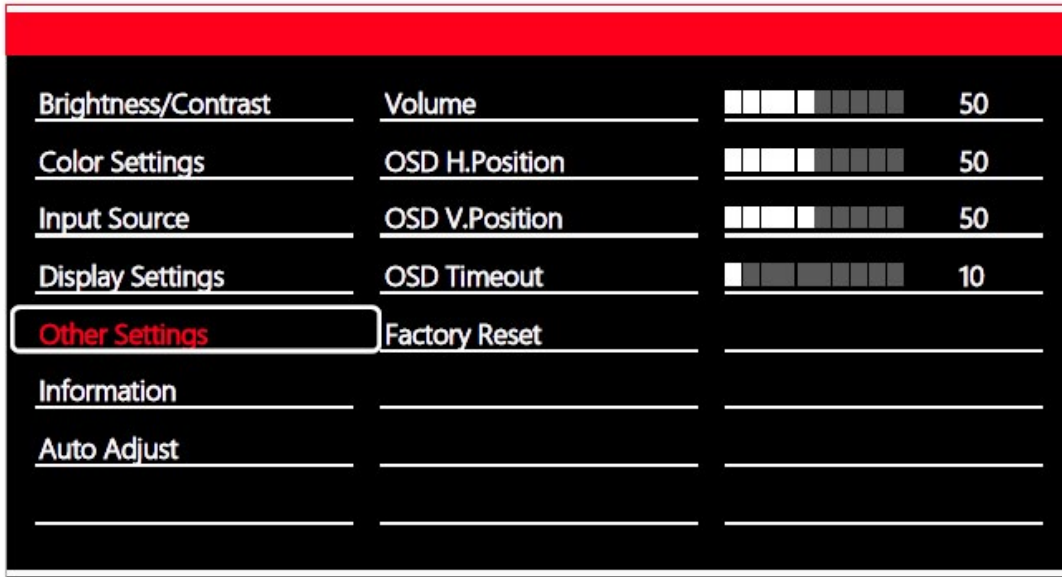 Brightness/Contrast Volume 50
Color Settings OSD H.Position 50
Input Source OSD V.Position 50
Display Settings OSD Timeout 10
Other Settings Factory Reset
Information
Auto Adjust